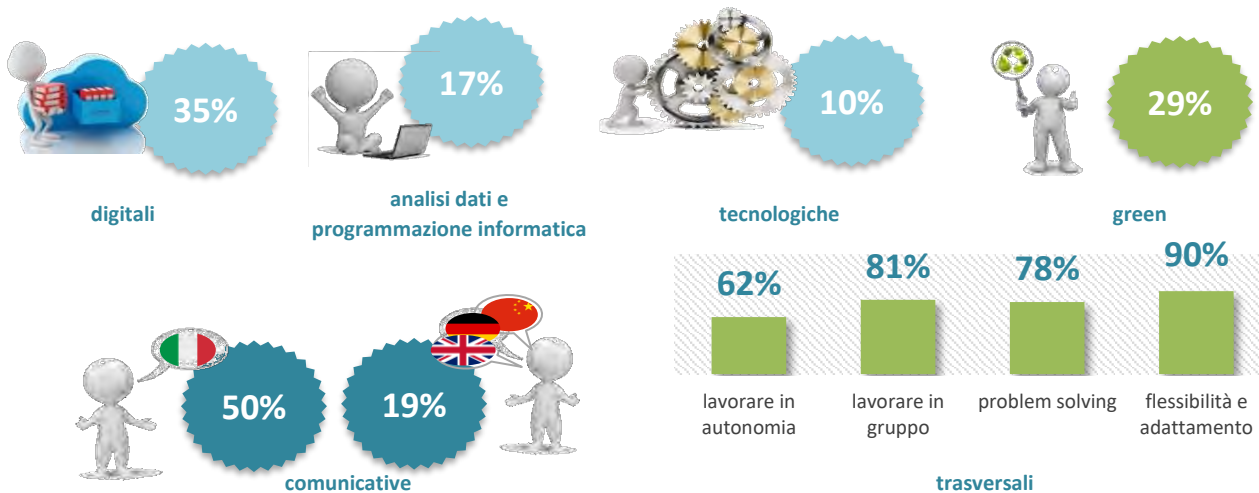 35%
17%
10%
29%
digitali
analisi dati e
programmazione informatica
tecnologiche
green
50%
19%
comunicative
62%
81%
78%
90%
lavorare in
autonomia
lavorare in
gruppo
problem solving
flessibilità e
adattamento
trasversali